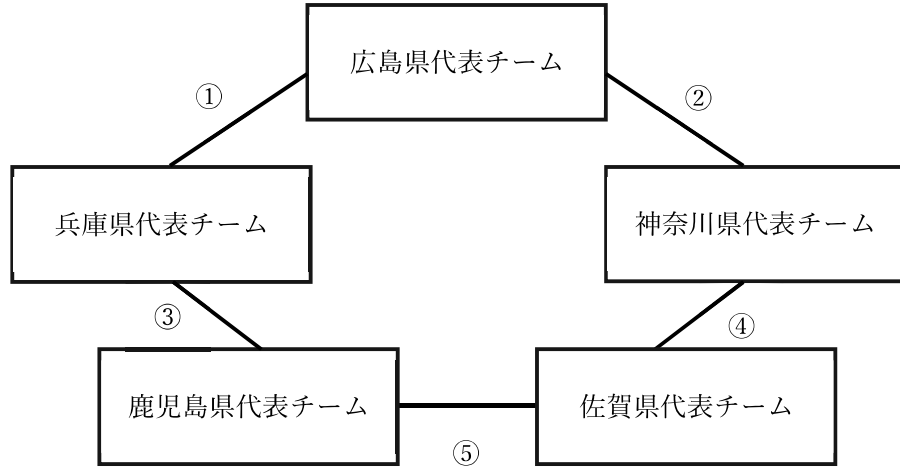 広島県代表チーム
①
②
兵庫県代表チーム
神奈川県代表チーム
③
④
鹿児島県代表チーム
佐賀県代表チーム
⑤